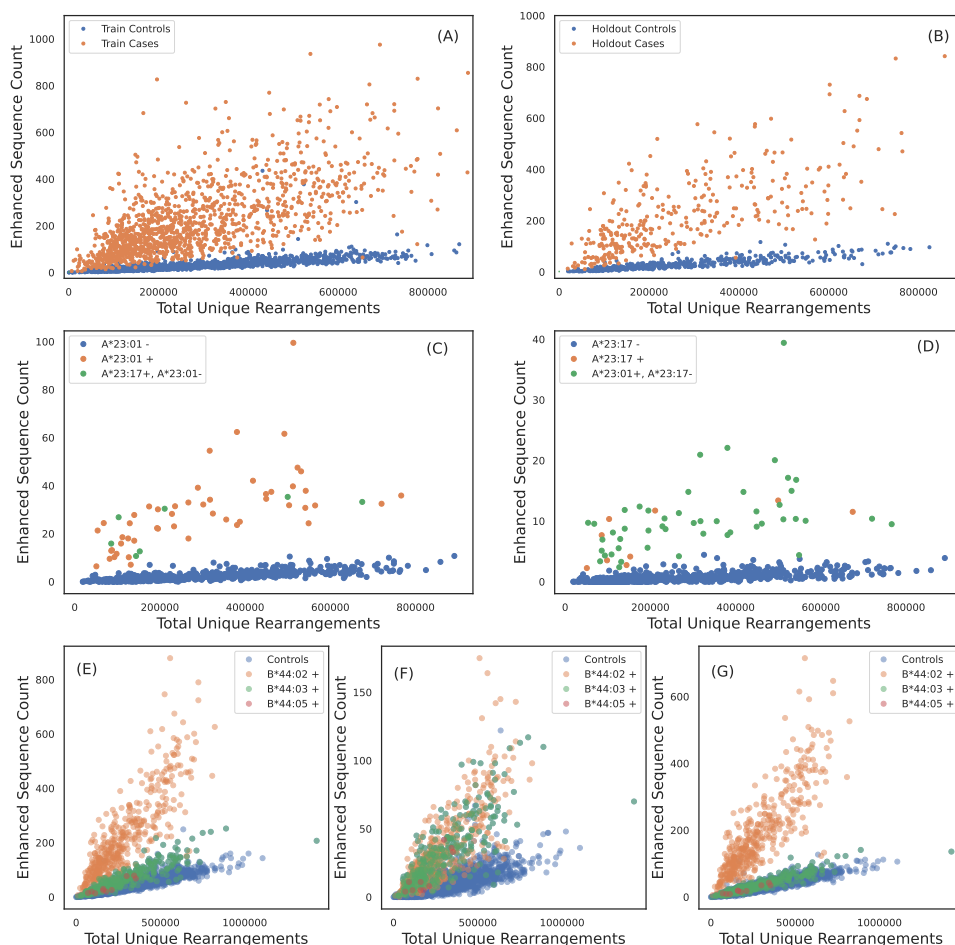 Train Controls
Train Cases
(A)
Enhanced Sequence Count
1000
800
600
400
200
0
0 200000 400000 600000 800000
Total Unique Rearrangements
Holdout Controls
Holdout Cases
(B)
Enhanced Sequence Count
1000
800
600
400
200
0
0 200000 400000 600000 800000
Total Unique Rearrangements
A*23:01 -
A*23:01 +
A*23:17+, A*23:01-
(C)
Enhanced Sequence Count
100
80
60
40
20
0
0 200000 400000 600000 800000
Total Unique Rearrangements
A*23:17 -
A*23:17 +
A*23:01+, A*23:17-
(D)
Enhanced Sequence Count
40
30
20
10
0
0 200000 400000 600000 800000
Total Unique Rearrangements
(E)
Controls
B*44:02 +
B*44:03 +
B*44:05 +
Enhanced Sequence Count
800
600
400
200
0
0 500000 1000000
Total Unique Rearrangements
(F)
Controls
B*44:02 +
B*44:03 +
B*44:05 +
Enhanced Sequence Count
150
100
50
0
0 500000 1000000
Total Unique Rearrangements
(G)
Controls
B*44:02 +
B*44:03 +
B*44:05 +
Enhanced Sequence Count
600
400
200
0
0 500000 1000000
Total Unique Rearrangements